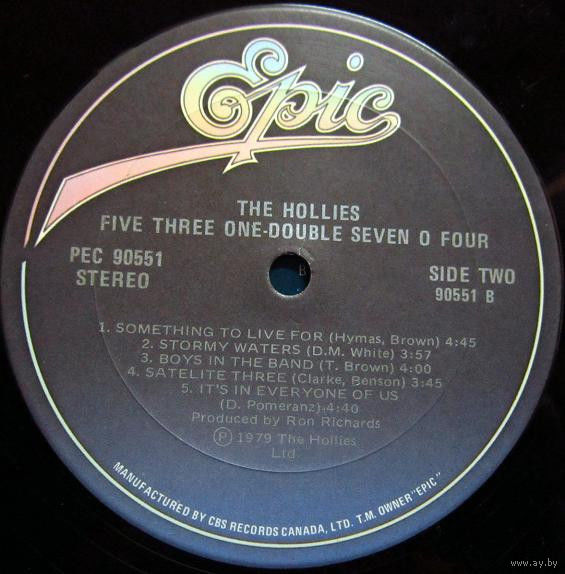 Epic
THE HOLLIES
FIVE THREE ONE-DOUBLE SEVEN O FOUR
PEC 90551
STEREO
SIDE TWO
90551 B
B
1. SOMETHING TO LIVE FOR (Hymas, Brown) 4:45
2. STORMY WATERS (D.M. White) 3:57
3. BOYS IN THE BAND (T. Brown) 4:00
4. SATELITE THREE (Clarke, Benson) 3:45
5. IT'S IN EVERYONE OF US
(D. Pomeranz) 4:40
Produced by Ron Richards
Ⓟ 1979 The Hollies
Ltd.
MANUFACTURED BY CBS RECORDS CANADA, LTD. T.M. OWNER "EPIC"
www.ay.by